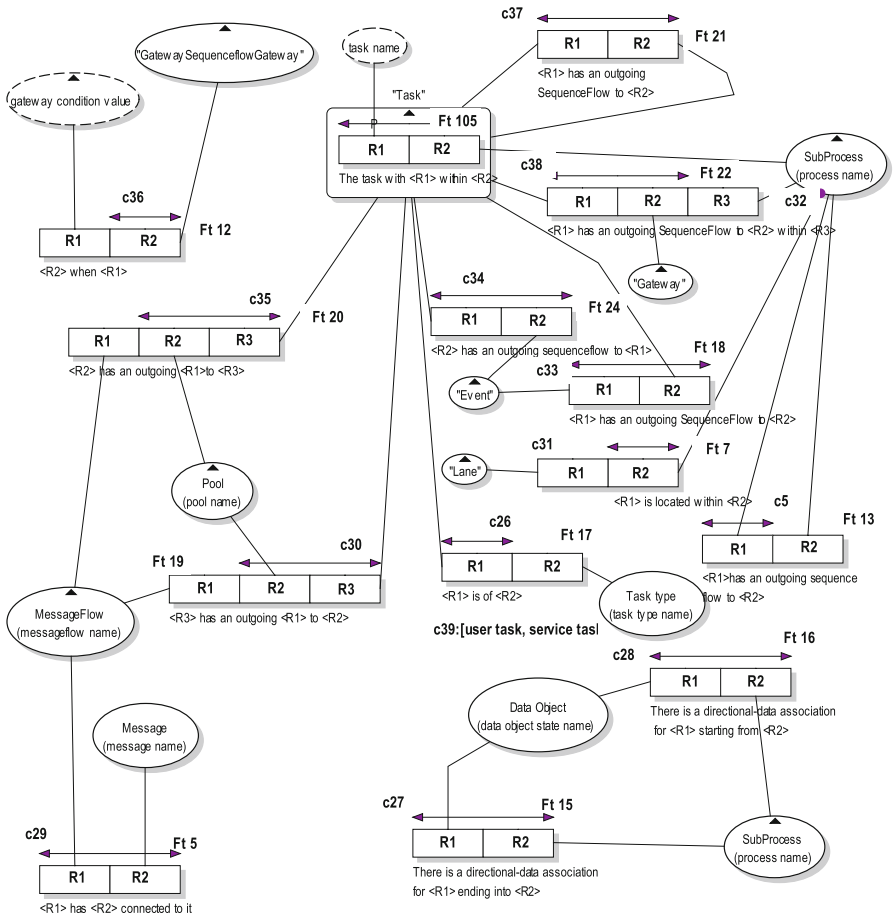 c37
Ft 21
R1 R2
<R1> has an outgoing
SequenceFlow to <R2>
"GatewaySequenceflowGateway"
task name
gateway condition value
"Task"
Ft 105
R1 R2
The task with <R1> within <R2>
c36
Ft 12
R1 R2
<R2> when <R1>
c38
Ft 22
R1 R2 R3
<R1> has an outgoing SequenceFlow to <R2> within <R3>
SubProcess
(process name)
c32
"Gateway"
c35
Ft 20
R1 R2 R3
<R2> has an outgoing <R1>to <R3>
c34
Ft 24
R1 R2
<R2> has an outgoing sequenceflow to <R1>
c33
Ft 18
"Event"
R1 R2
<R1> has an outgoing SequenceFlow to <R2>
c31
Ft 7
"Lane"
R1 R2
<R1> is located within <R2>
Pool
(pool name)
c5
Ft 13
R1 R2
<R1>has an outgoing sequence
flow to <R2>
c26
Ft 17
R1 R2
<R1> is of <R2>
Task type
(task type name)
c39:[user task, service tas
c30
Ft 19
R1 R2 R3
<R3> has an outgoing <R1> to <R2>
MessageFlow
(messageflow name)
c28
Ft 16
R1 R2
There is a directional-data association
for <R1> starting from <R2>
Data Object
(data object state name)
Message
(message name)
c27
Ft 15
R1 R2
There is a directional-data association
for <R1> ending into <R2>
SubProcess
(process name)
c29
Ft 5
R1 R2
<R1> has <R2> connected to it